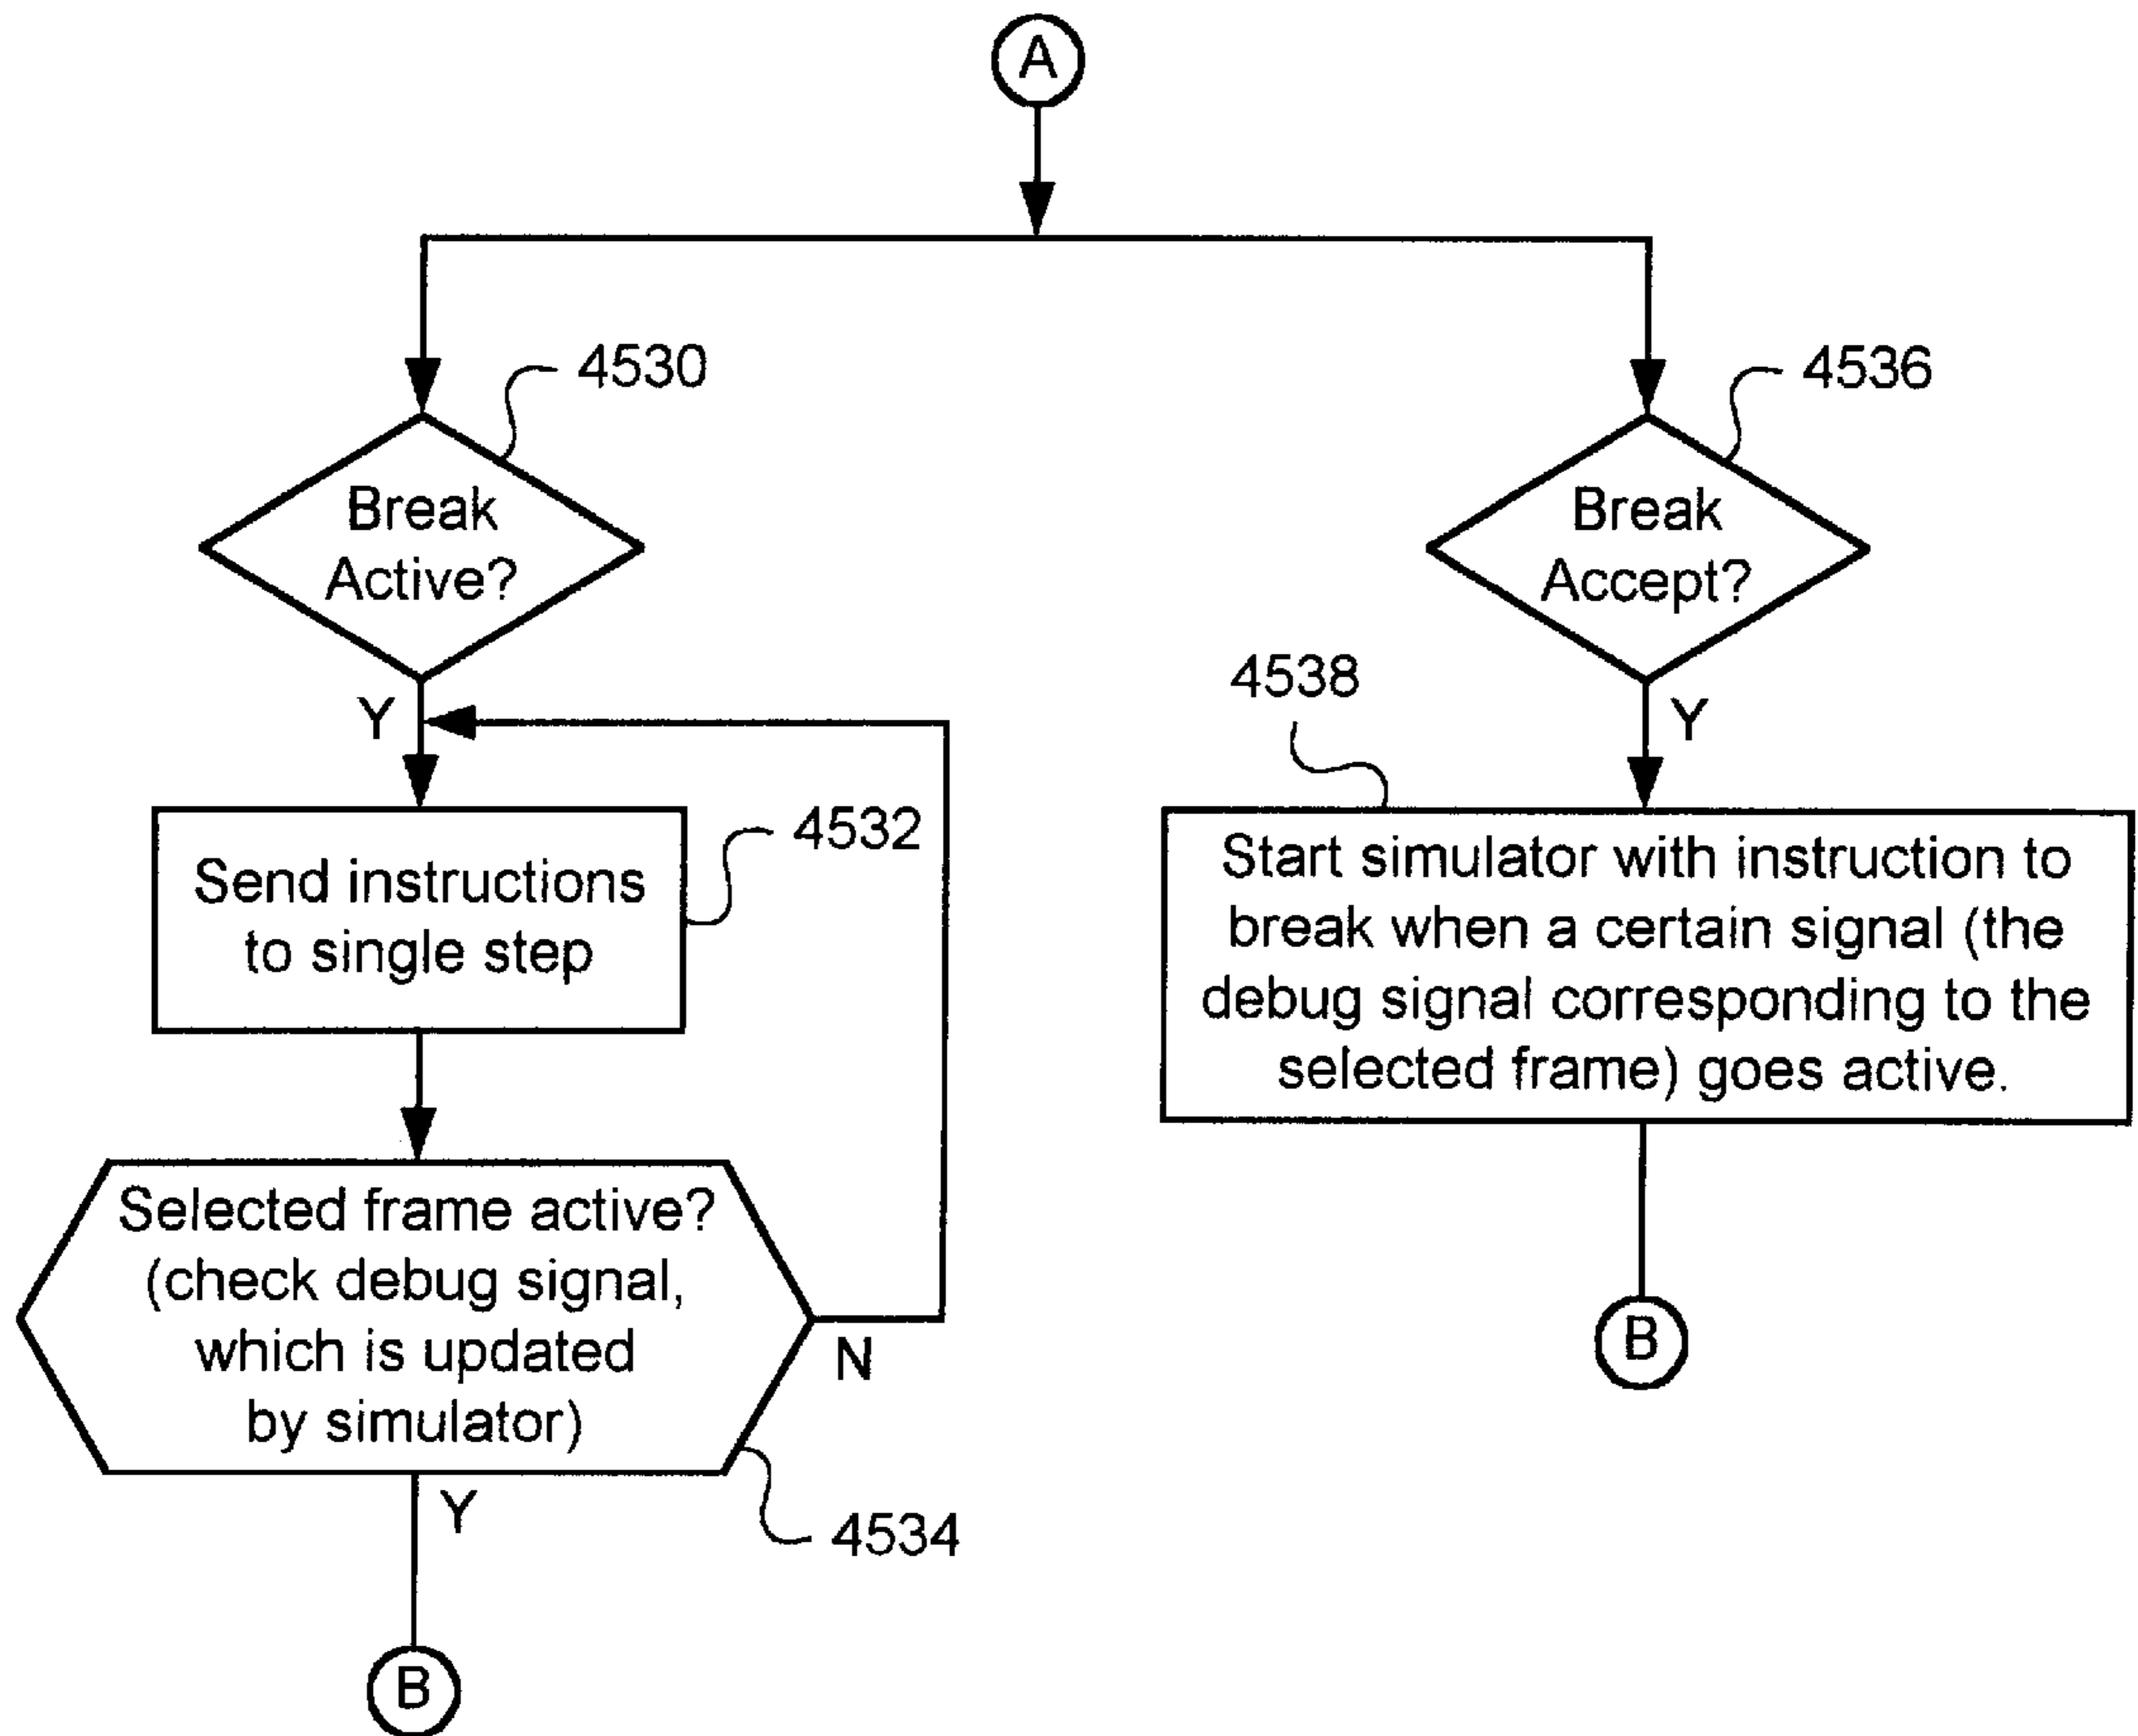 A
4530
Break
Active?
Y
4532
Send instructions
to single step
Selected frame active?
(check debug signal,
which is updated
by simulator)
N
Y
4534
B
4536
Break
Accept?
Y
4538
Start simulator with instruction to
break when a certain signal (the
debug signal corresponding to the
selected frame) goes active.
B